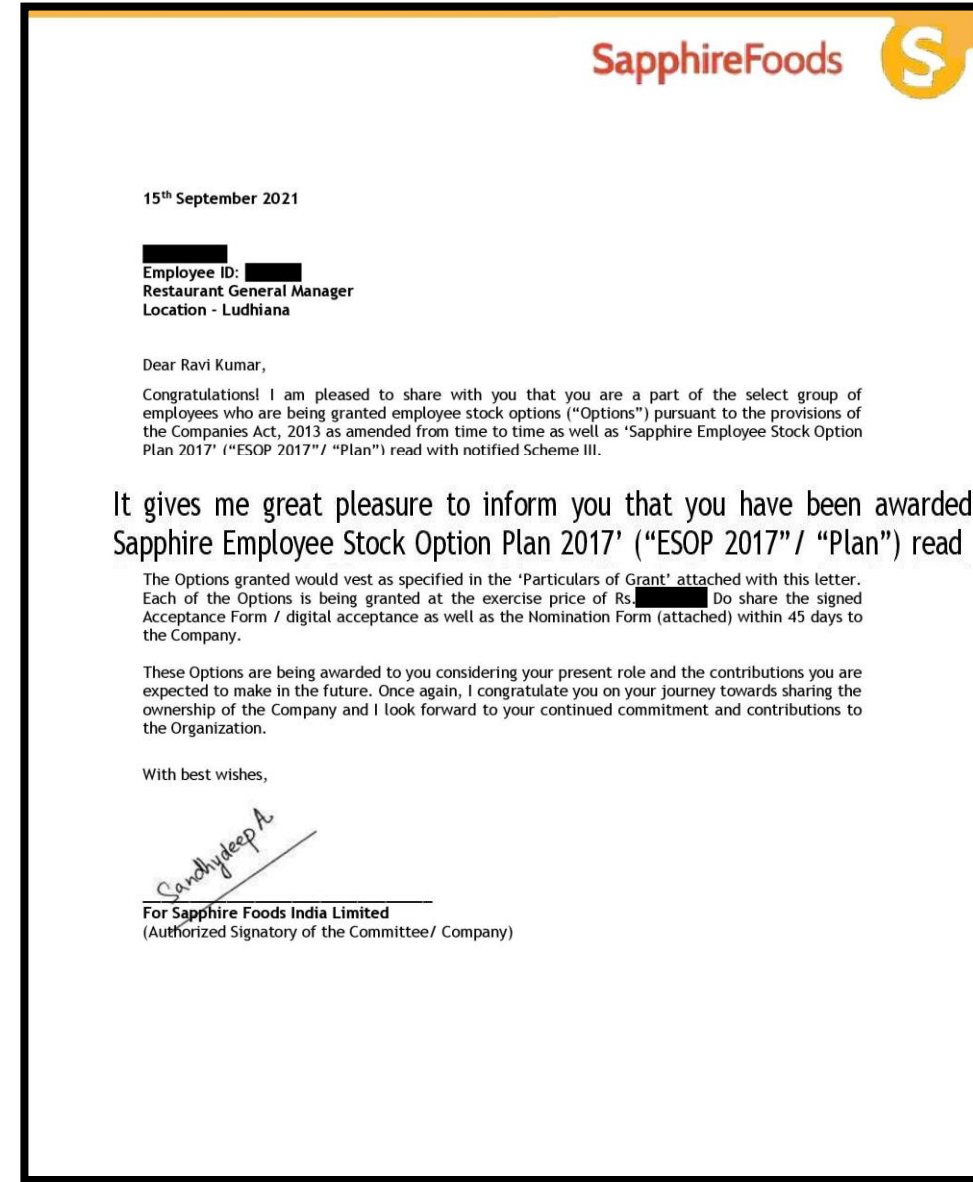 SapphireFoods
S
15th September 2021
Employee ID:
Restaurant General Manager
Location - Ludhiana
Dear Ravi Kumar,
Congratulations! I am pleased to share with you that you are a part of the select group of
employees who are being granted employee stock options (“Options”) pursuant to the provisions of
the Companies Act, 2013 as amended from time to time as well as ‘Sapphire Employee Stock Option
Plan 2017’ (“ESOP 2017”/ “Plan”) read with notified Scheme III.
It gives me great pleasure to inform you that you have been awarded
Sapphire Employee Stock Option Plan 2017’ (“ESOP 2017”/ “Plan”) read
The Options granted would vest as specified in the ‘Particulars of Grant’ attached with this letter.
Each of the Options is being granted at the exercise price of Rs. Do share the signed
Acceptance Form / digital acceptance as well as the Nomination Form (attached) within 45 days to
the Company.
These Options are being awarded to you considering your present role and the contributions you are
expected to make in the future. Once again, I congratulate you on your journey towards sharing the
ownership of the Company and I look forward to your continued commitment and contributions to
the Organization.
With best wishes,
Sandhydeep A
For Sapphire Foods India Limited
(Authorized Signatory of the Committee/ Company)